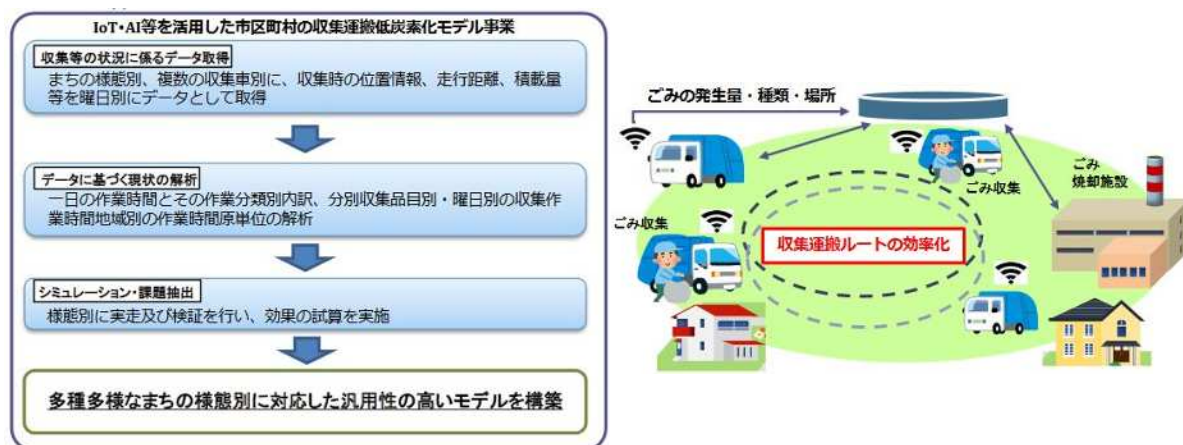 IoT・AI等を活用した市区町村の収集運搬低炭素化モデル事業
収集等の状況に係るデータ取得
まちの様態別、複数の収集車別に、収集時の位置情報、走行距離、積載量
等を曜日別にデータとして取得
データに基づく現状の解析
一日の作業時間とその作業分類別内訳、分別収集品目別・曜日別の収集作
業時間地域別の作業時間原単位の解析
シミュレーション・課題抽出
様態別に実走及び検証を行い、効果の試算を実施
多種多様なまちの様態別に対応した汎用性の高いモデルを構築
ごみの発生量・種類・場所
ごみ収集
ごみ
焼却施設
ごみ収集
収集運搬ルートの効率化